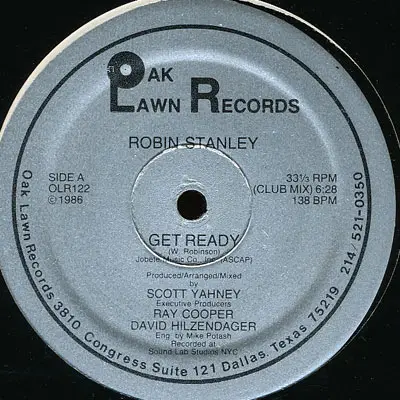 OAK
LAWN RECORDS
ROBIN STANLEY
SIDE A
OLR122
©1986
33⅓ RPM
(CLUB MIX) 6:28
138 BPM
GET READY
(W. Robinson)
Jobete Music Co., Inc. (ASCAP)
Produced/Arranged/Mixed
by
SCOTT YAHNEY
Executive Producers
RAY COOPER
DAVID HILZENDAGER
Eng. by Mike Potash
Recorded at
Sound Lab Studios NYC
Oak Lawn Records 3810 Congress Suite 121 Dallas, Texas 75219 214/521-0350